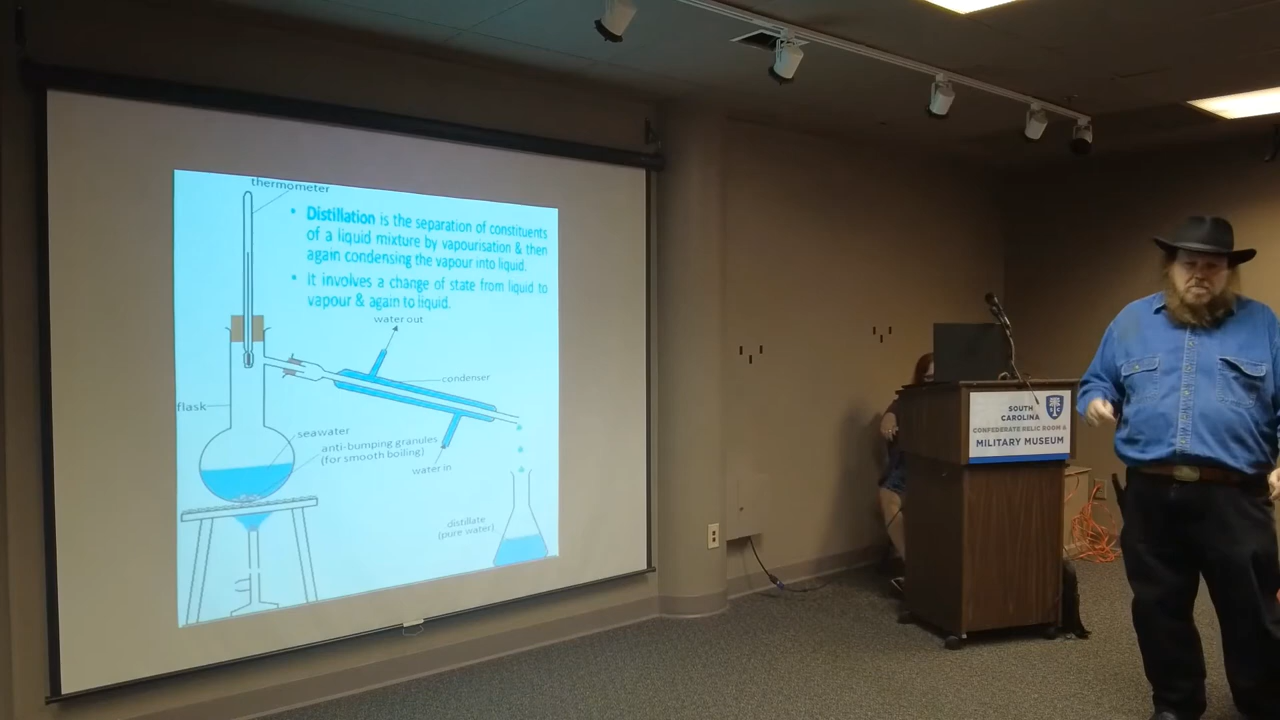 thermometer
• Distillation is the separation of constituents
of a liquid mixture by vapourisation & then
again condensing the vapour into liquid.
• It involves a change of state from liquid to
vapour & again to liquid.
water out
condenser
flask
seawater
anti-bumping granules
(for smooth boiling)
water in
distillate
(pure water)
SOUTH
CAROLINA
CONFEDERATE RELIC ROOM &
MILITARY MUSEUM